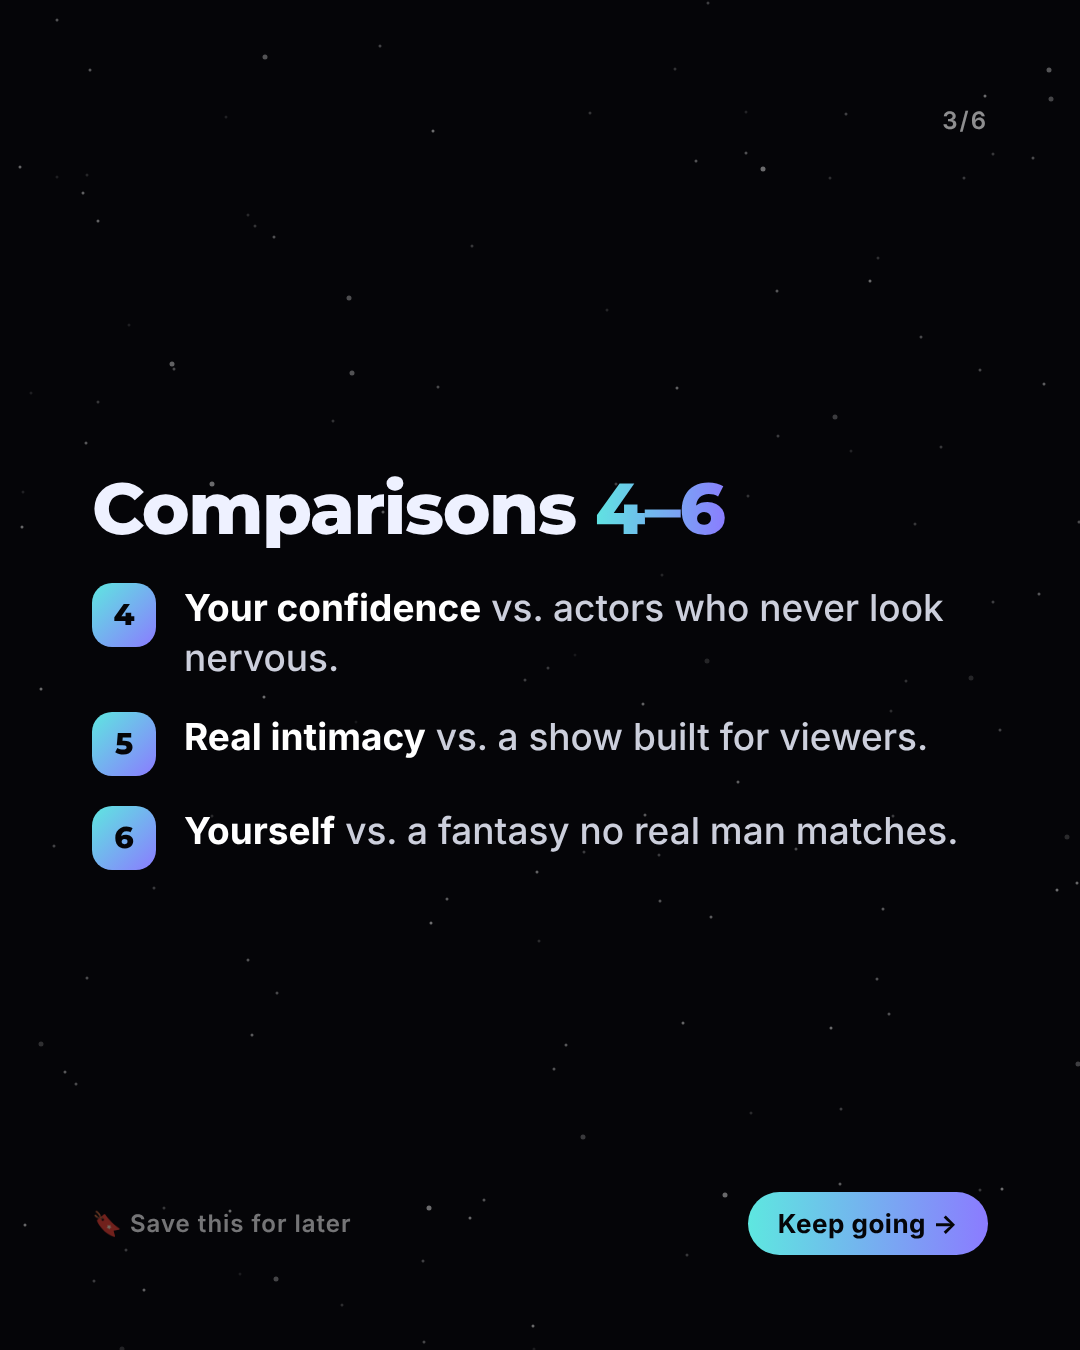 3/6
Comparisons 4–6
4 Your confidence vs. actors who never look
nervous.
5 Real intimacy vs. a show built for viewers.
6 Yourself vs. a fantasy no real man matches.
🔖 Save this for later
Keep going →